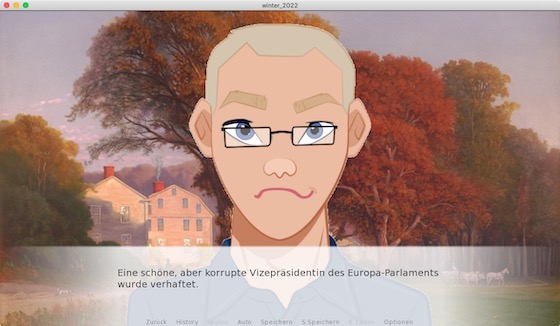 winter_2022
Eine schöne, aber korrupte Vizepräsidentin des Europa-Parlaments
wurde verhaftet.
Zurück History Auto Speichern S.Speichern Optionen